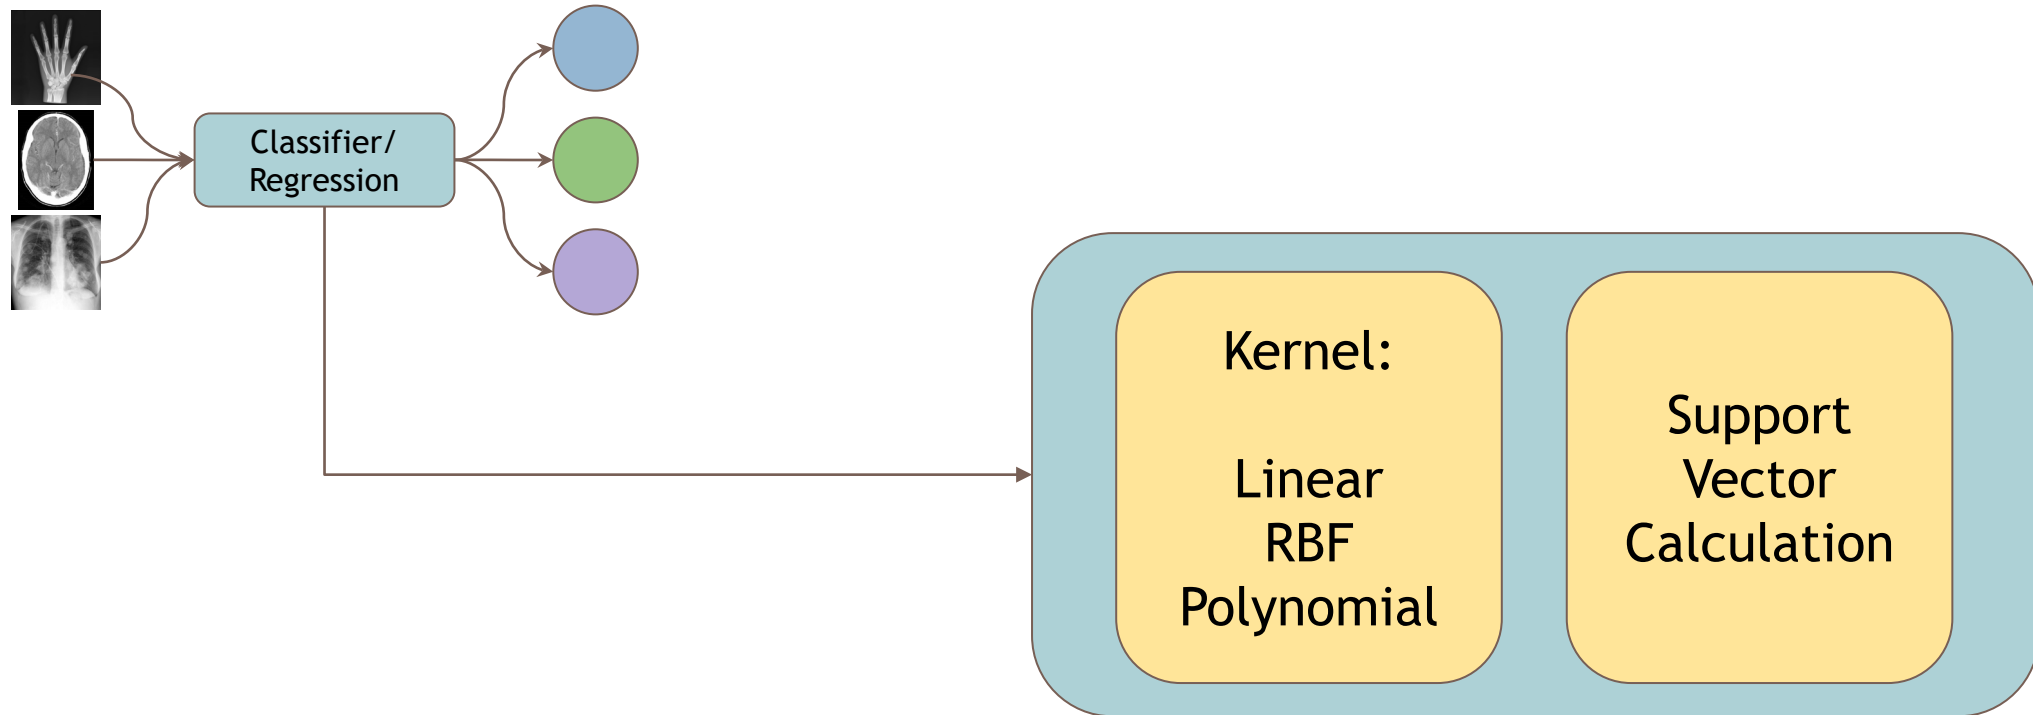 Classifier/
Regression
Kernel:
Linear
RBF
Polynomial
Support
Vector
Calculation